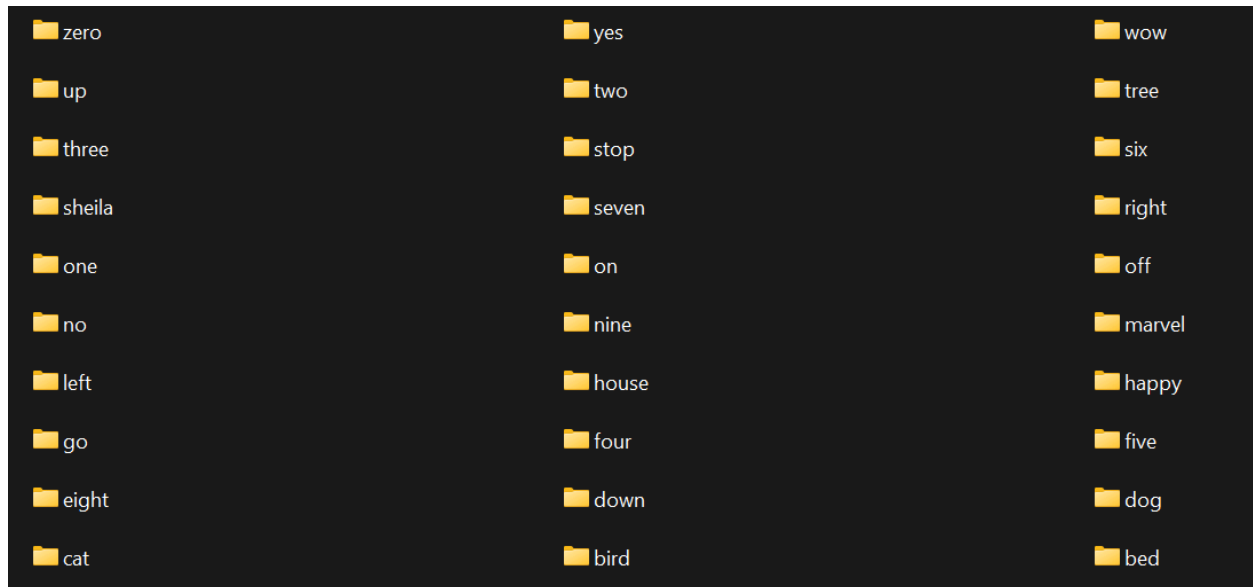 zero yes wow
up two tree
three stop six
sheila seven right
one on off
no nine marvel
left house happy
go four five
eight down dog
cat bird bed